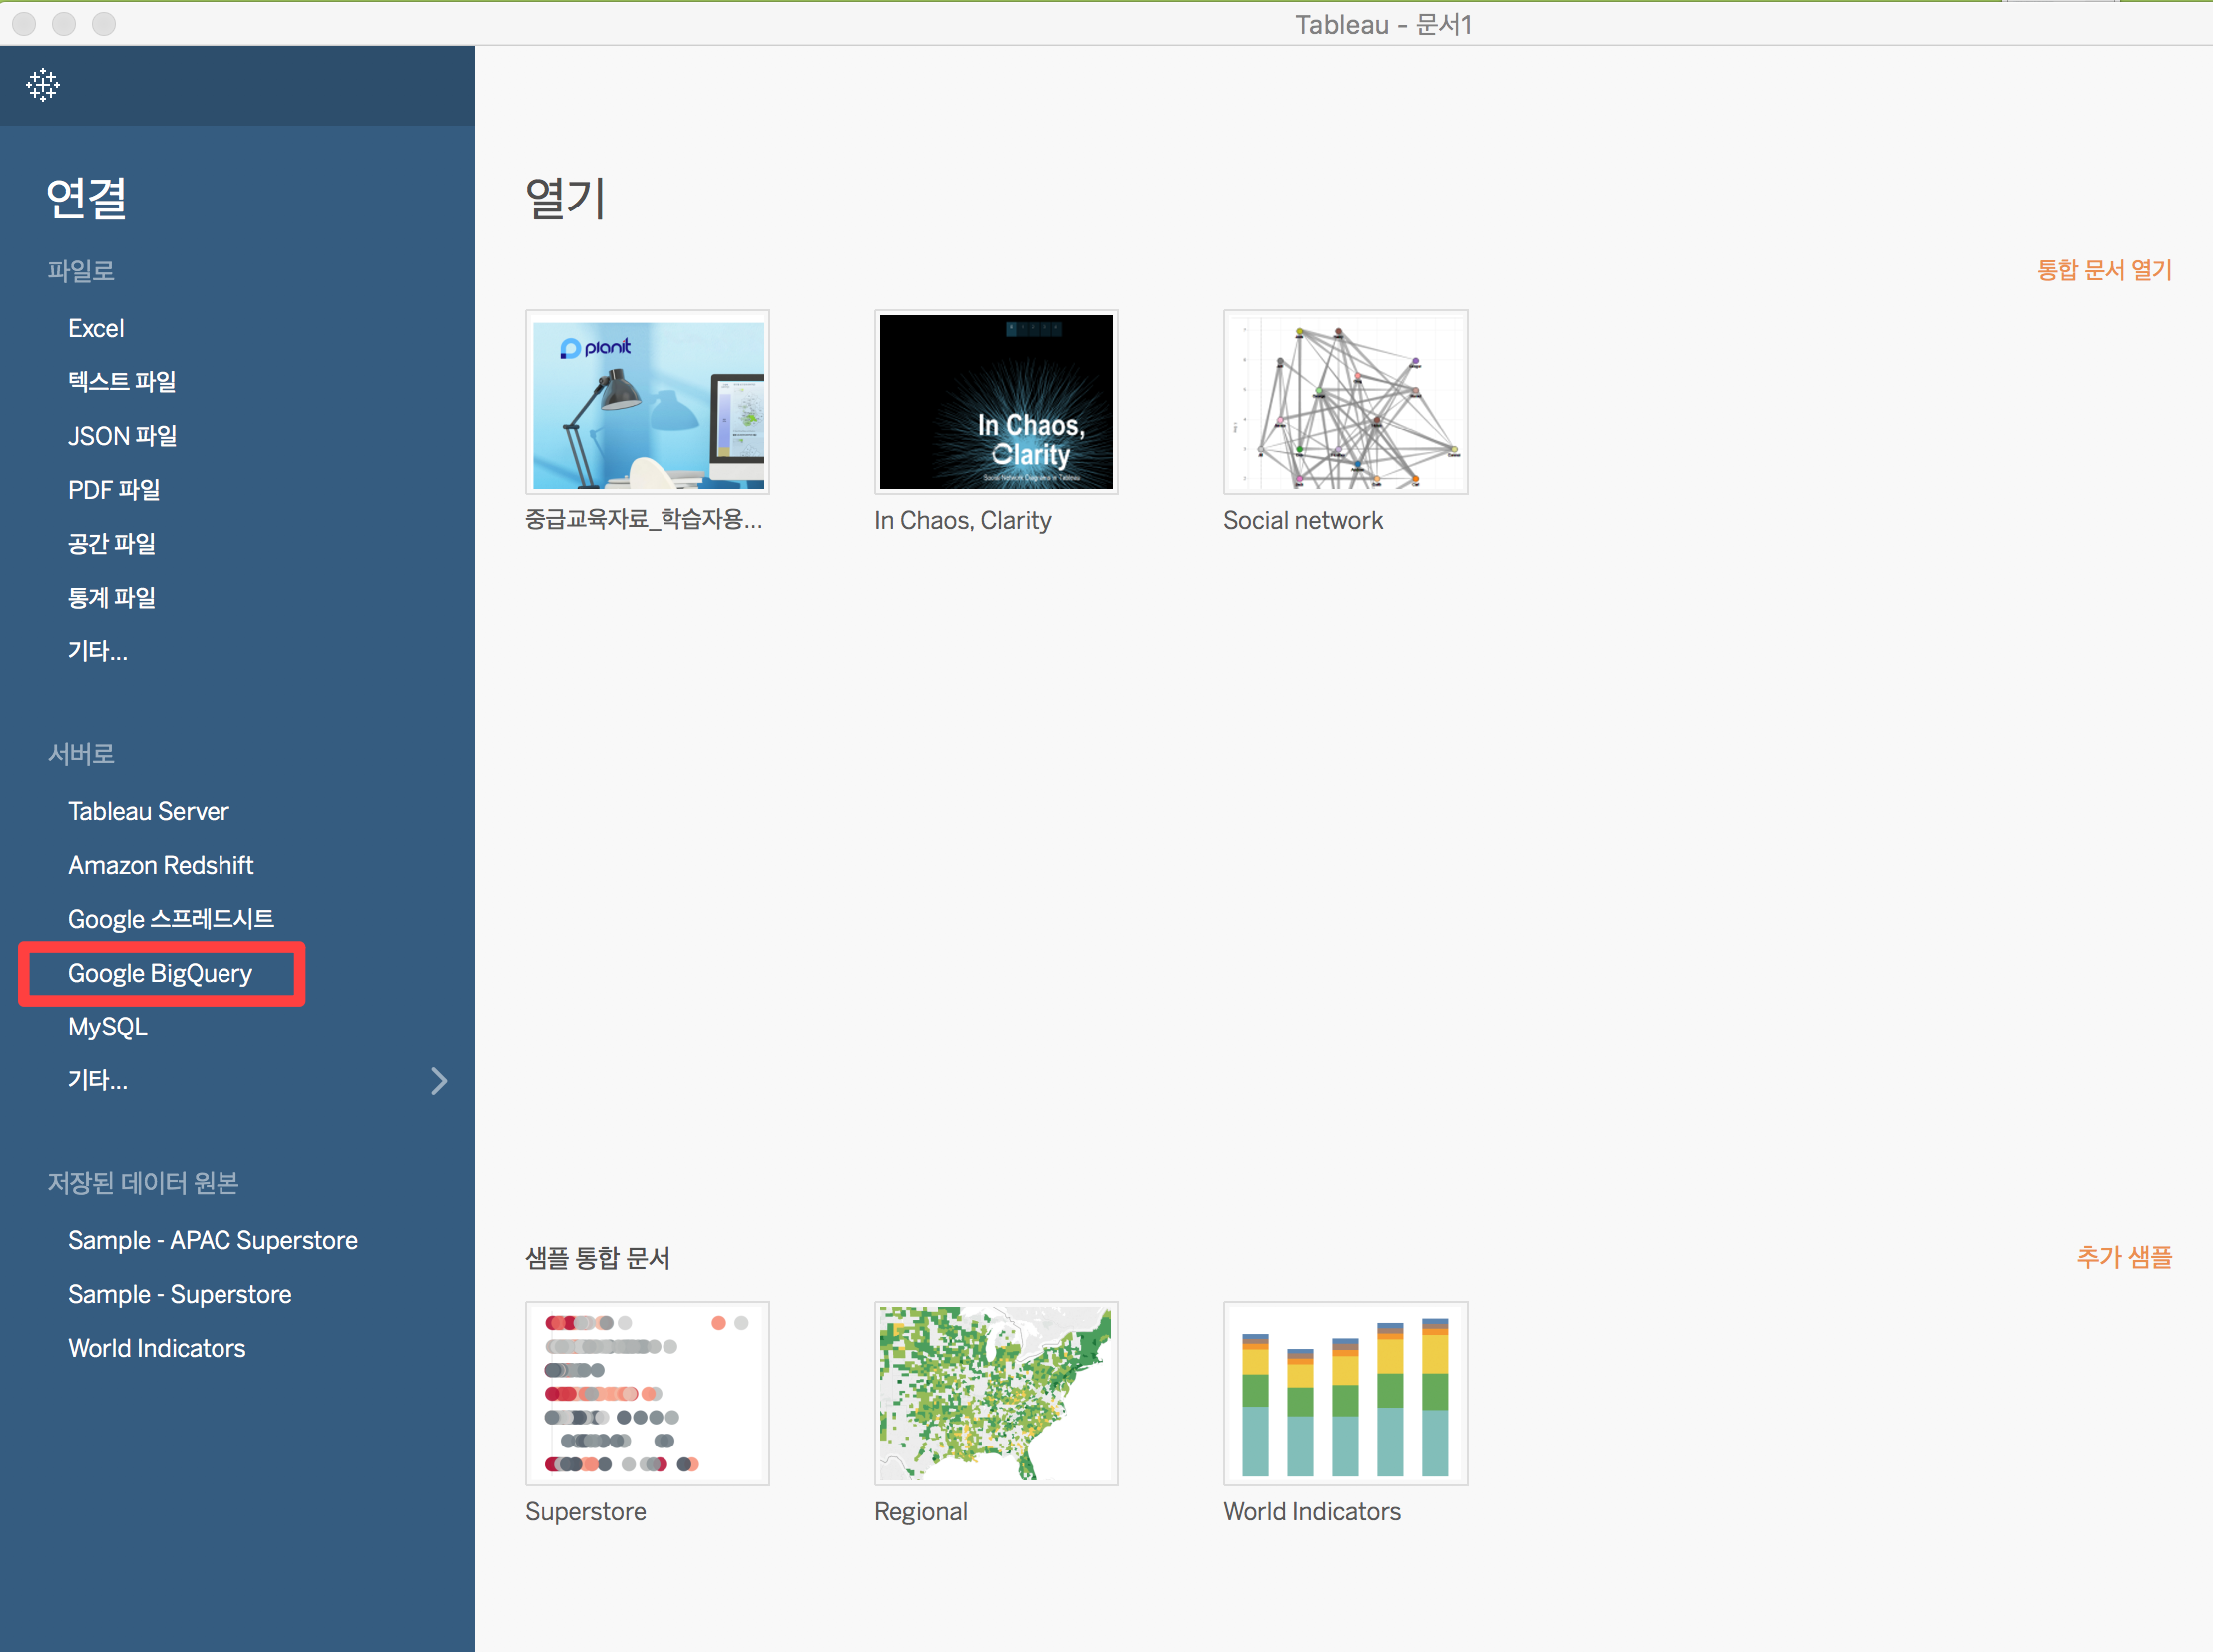 Tableau - 문서1
연결
파일로
Excel
텍스트 파일
JSON 파일
PDF 파일
공간 파일
통계 파일
기타...
서버로
Tableau Server
Amazon Redshift
Google 스프레드시트
Google BigQuery
MySQL
기타...
저장된 데이터 원본
Sample - APAC Superstore
Sample - Superstore
World Indicators
열기
통합 문서 열기
planit
In Chaos,
Clarity
Social Network Diagrams in Tableau
중급교육자료_학습자용...
In Chaos, Clarity
Social network
샘플 통합 문서
추가 샘플
Superstore
Regional
World Indicators